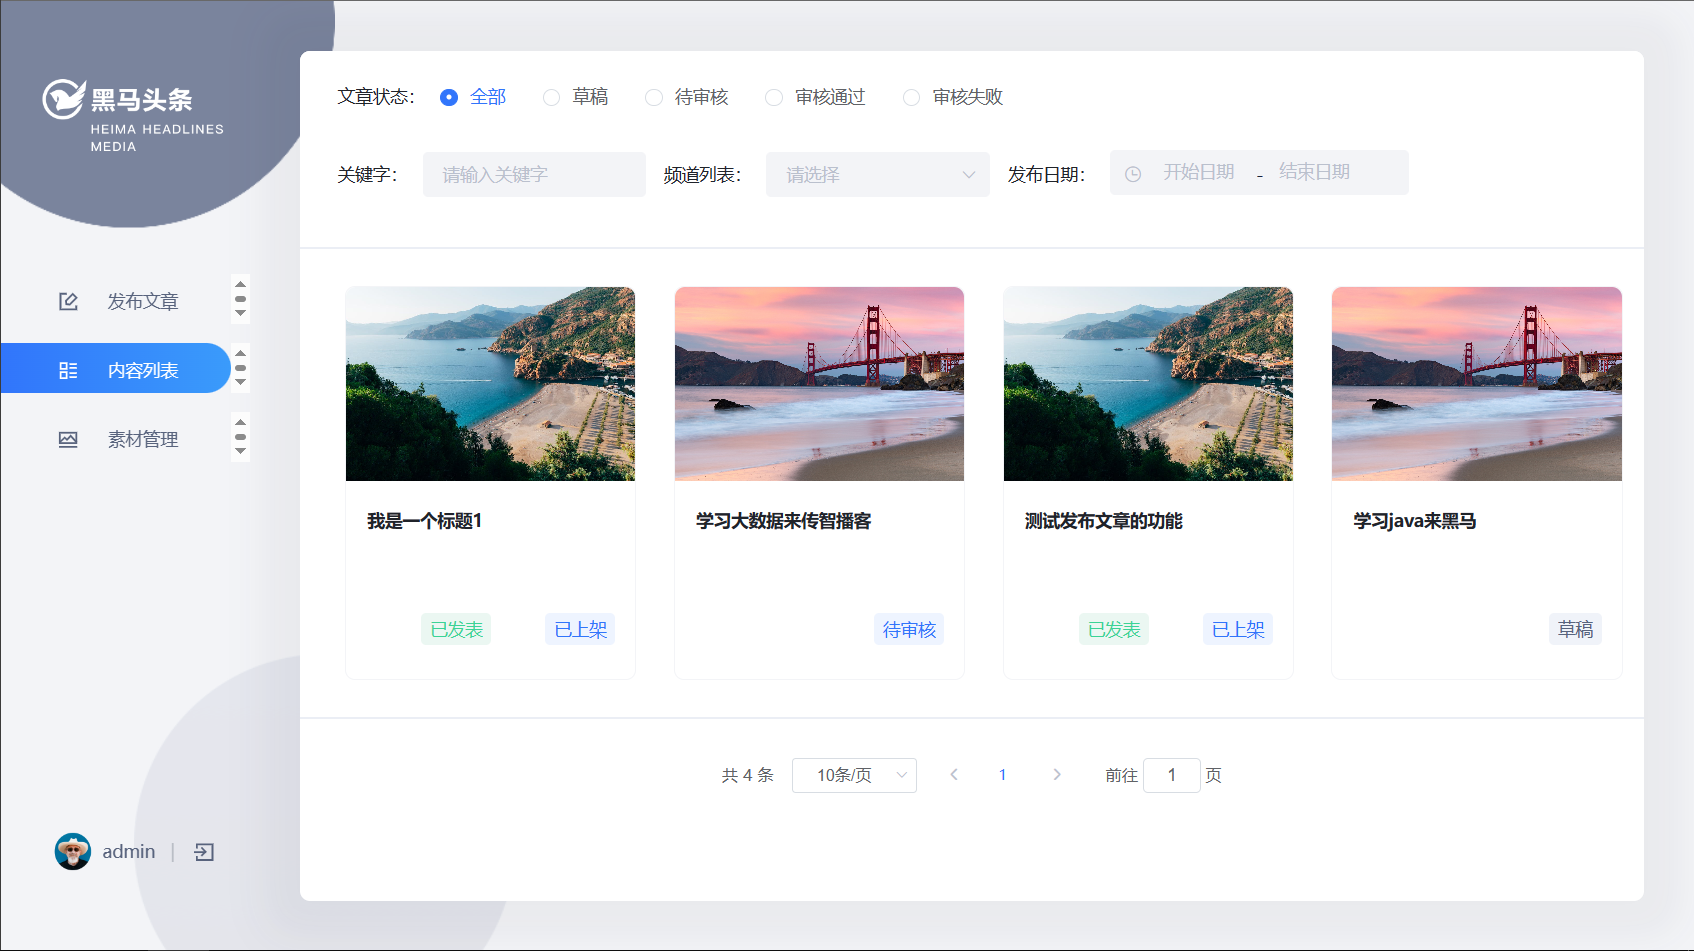 黑马头条
HEIMA HEADLINES
MEDIA
发布文章
内容列表
素材管理
admin
文章状态： 全部 草稿 待审核 审核通过 审核失败
关键字： 请输入关键字 频道列表： 请选择 发布日期： 开始日期 - 结束日期
我是一个标题1
已发表 已上架
学习大数据来传智播客
待审核
测试发布文章的功能
已发表 已上架
学习java来黑马
草稿
共 4 条 10条/页 1 前往 1 页